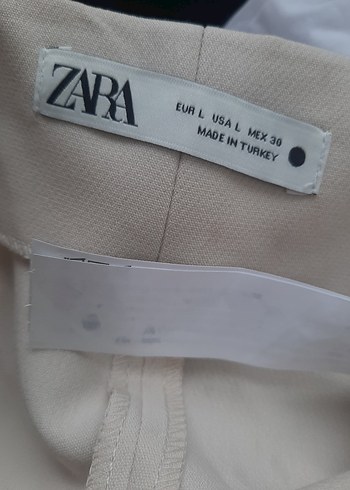 ZARA
EUR L USA L MEX 30
MADE IN TURKEY